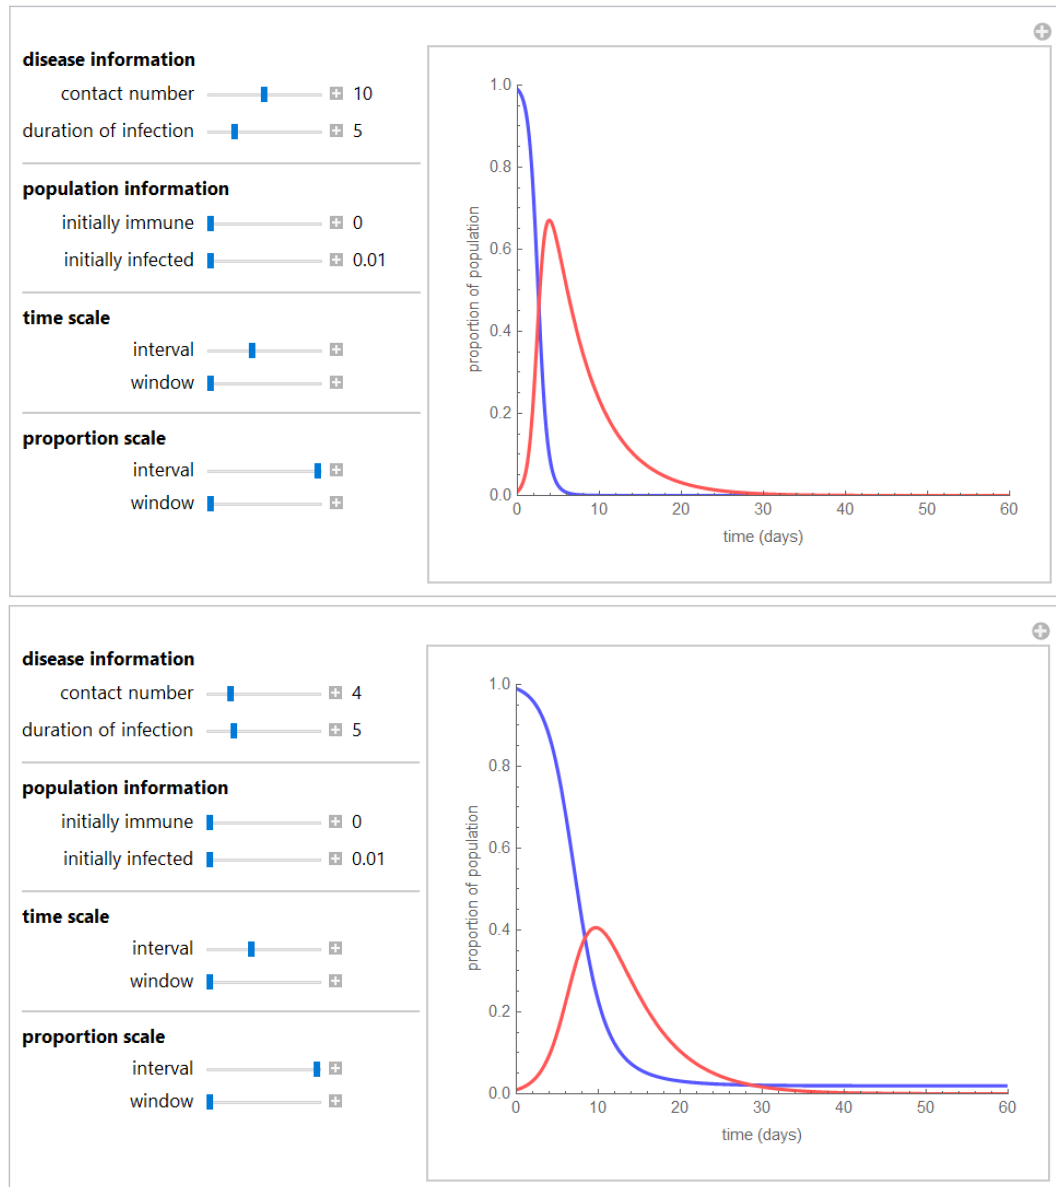 disease information
contact number 10
duration of infection 5
population information
initially immune 0
initially infected 0.01
time scale
interval
window
proportion scale
interval
window
proportion of population
1.0
0.8
0.6
0.4
0.2
0.0
0 10 20 30 40 50 60
time (days)
disease information
contact number 4
duration of infection 5
population information
initially immune 0
initially infected 0.01
time scale
interval
window
proportion scale
interval
window
proportion of population
1.0
0.8
0.6
0.4
0.2
0.0
0 10 20 30 40 50 60
time (days)